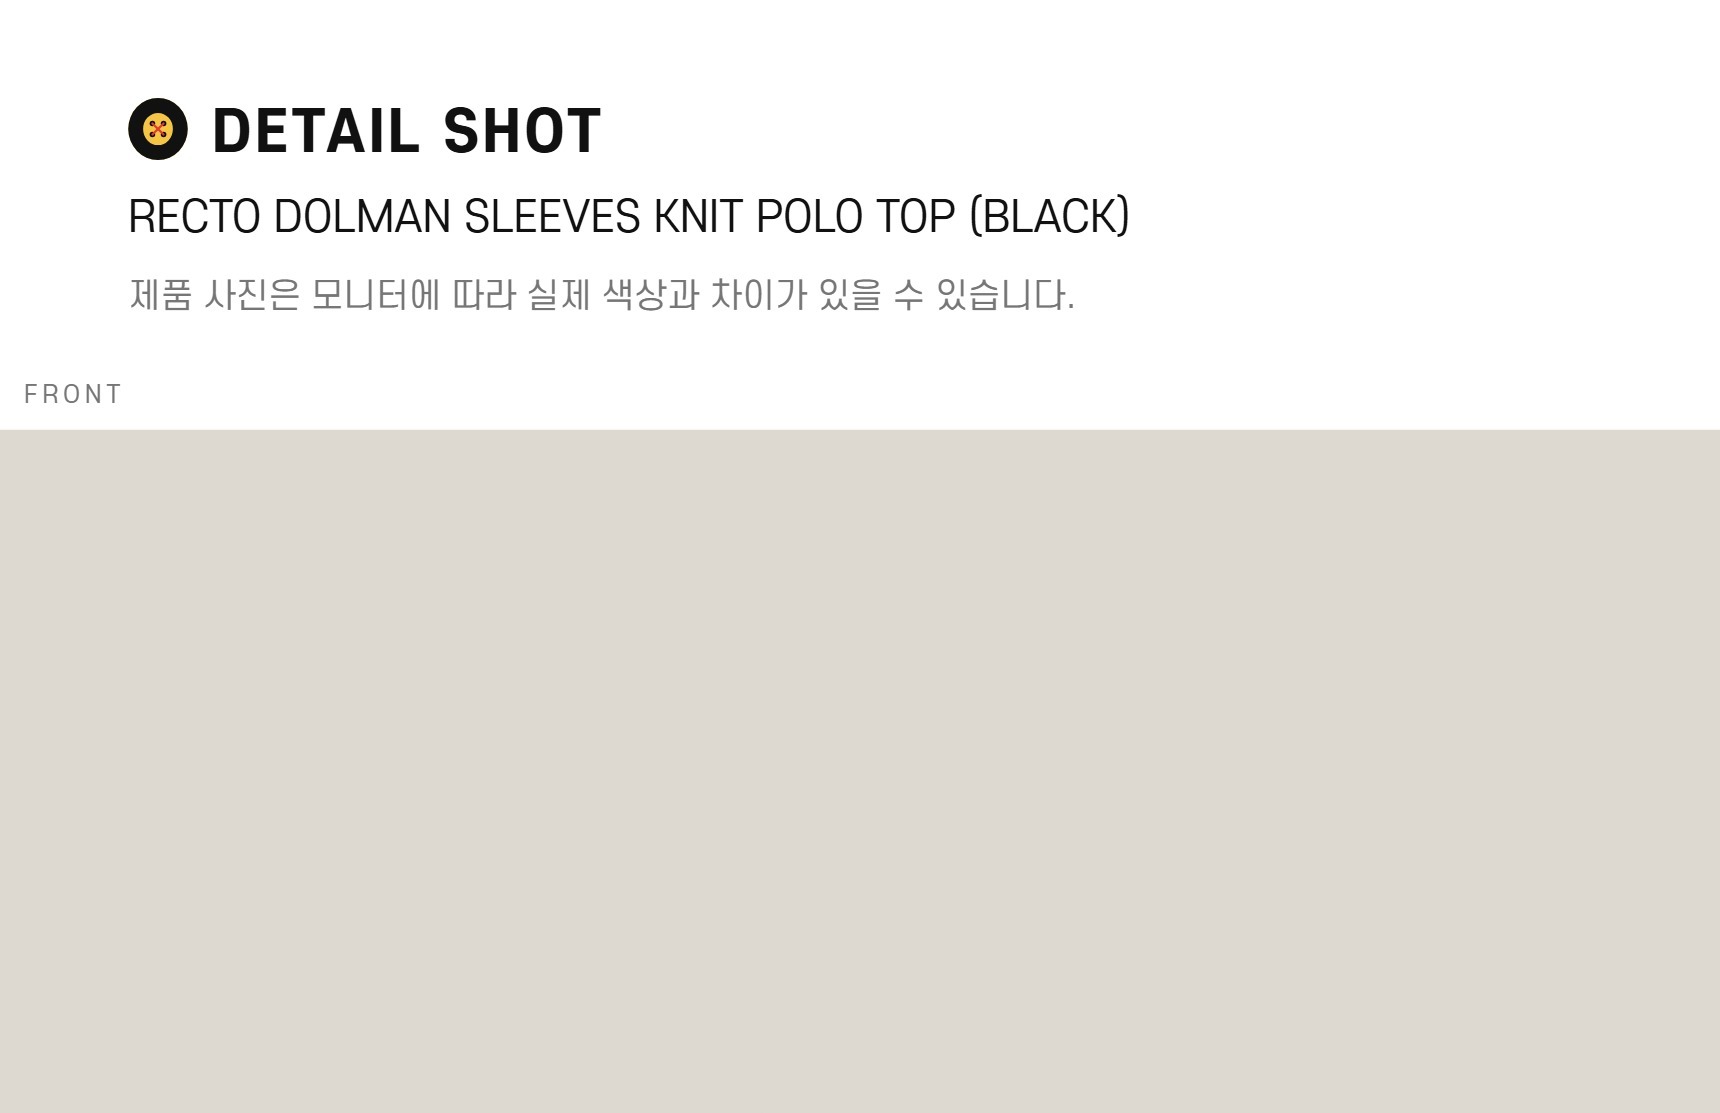 DETAIL SHOT
RECTO DOLMAN SLEEVES KNIT POLO TOP (BLACK)
제품 사진은 모니터에 따라 실제 색상과 차이가 있을 수 있습니다.
FRONT